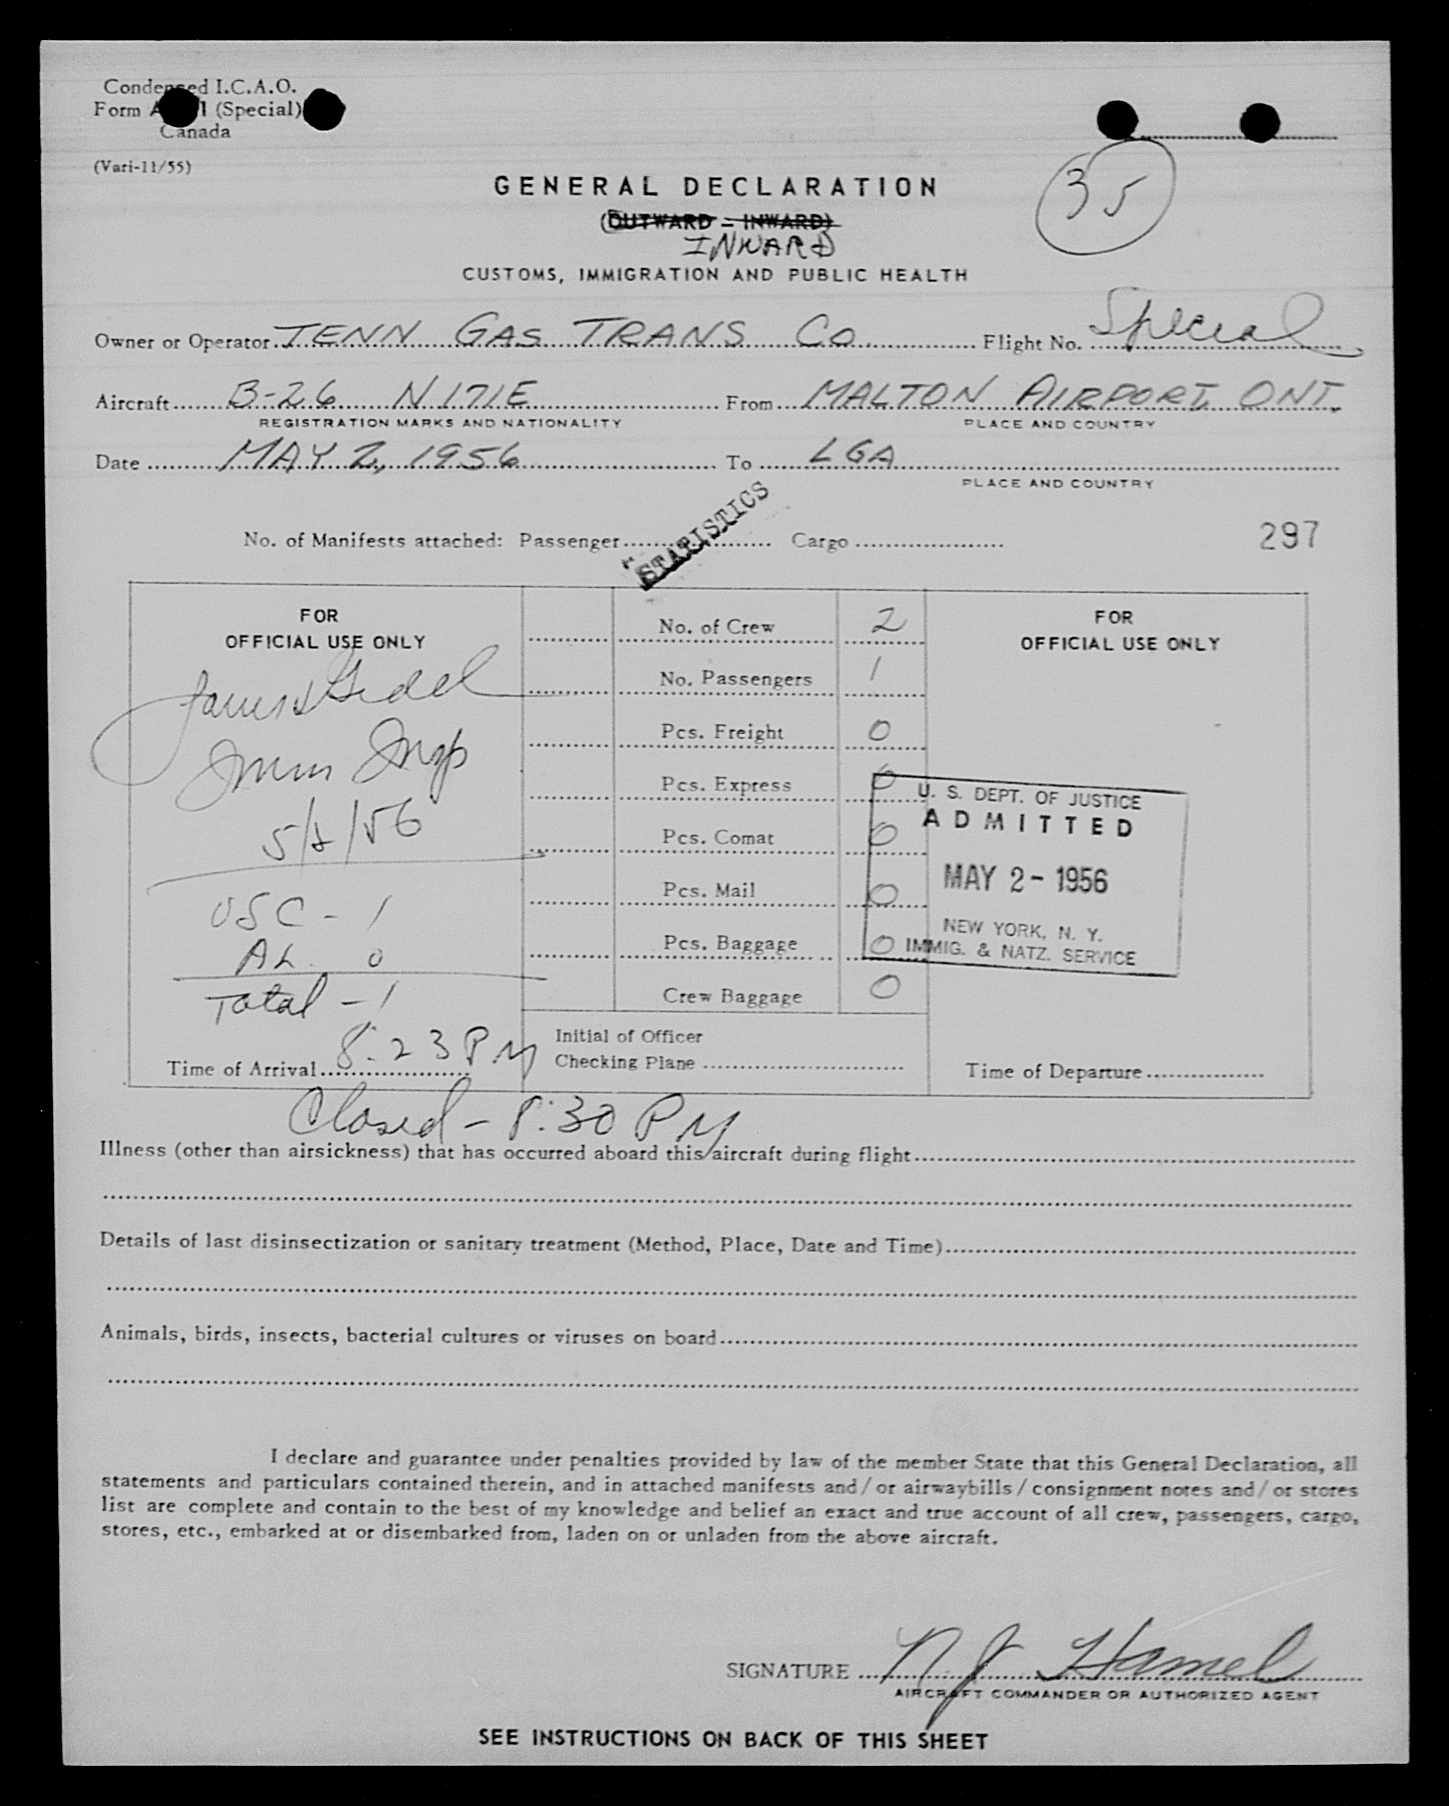 Condensed I.C.A.O.
Form 1 (Special)
Canada
(Vari-11/55)
35
GENERAL DECLARATION
(OUTWARD - INWARD)
INWARD
CUSTOMS, IMMIGRATION AND PUBLIC HEALTH
Owner or Operator TENN GAS TRANS CO Flight No. Special
Aircraft B-26 N171E From MALTON AIRPORT, ONT.
REGISTRATION MARKS AND NATIONALITY PLACE AND COUNTRY
Date MAY 2, 1956 To LGA
PLACE AND COUNTRY
STATISTICS
No. of Manifests attached: Passenger Cargo 297
FOR
OFFICIAL USE ONLY
James
Imm Insp
5/2/56
USC - 1
AL. 0
Total - 1
Time of Arrival 8:23 PM
No. of Crew 2
No. Passengers 1
Pcs. Freight 0
Pcs. Express 0
Pcs. Comat 0
Pcs. Mail 0
Pcs. Baggage 0
Crew Baggage 0
Initial of Officer
Checking Plane
FOR
OFFICIAL USE ONLY
U. S. DEPT. OF JUSTICE
ADMITTED
MAY 2 - 1956
NEW YORK, N. Y.
IMMIG. & NATZ. SERVICE
Time of Departure
Closed - 8:30 PM
Illness (other than airsickness) that has occurred aboard this aircraft during flight
Details of last disinsectization or sanitary treatment (Method, Place, Date and Time)
Animals, birds, insects, bacterial cultures or viruses on board
I declare and guarantee under penalties provided by law of the member State that this General Declaration, all
statements and particulars contained therein, and in attached manifests and/or airwaybills/consignment notes and/or stores
list are complete and contain to the best of my knowledge and belief an exact and true account of all crew, passengers, cargo,
stores, etc., embarked at or disembarked from, laden on or unladen from the above aircraft.
SIGNATURE N J Hamel
AIRCRAFT COMMANDER OR AUTHORIZED AGENT
SEE INSTRUCTIONS ON BACK OF THIS SHEET